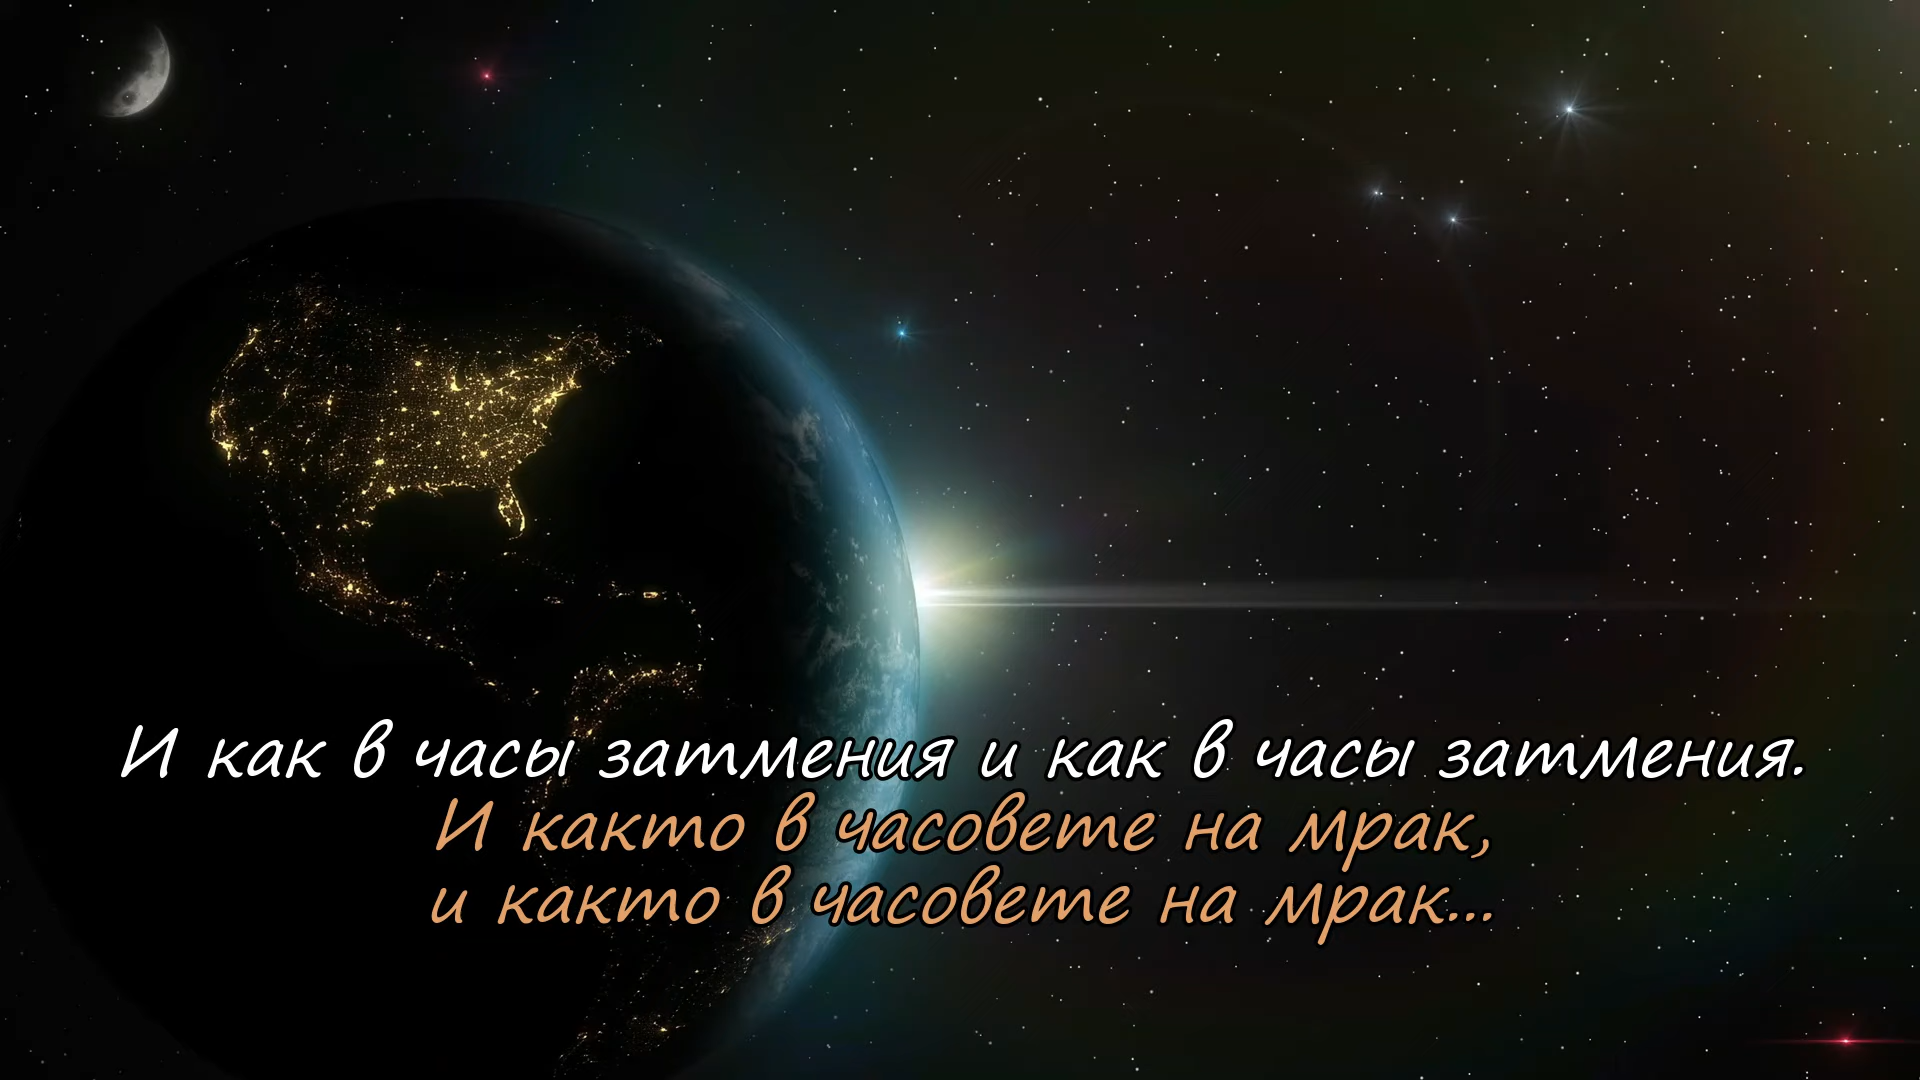 И как в часы затмения и как в часы затмения.
И както в часовете на мрак,
и както в часовете на мрак...